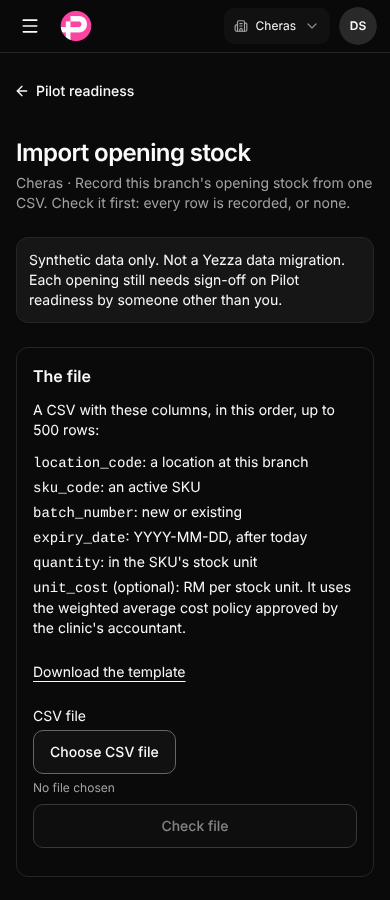 Cheras
DS
Pilot readiness
Import opening stock
Cheras · Record this branch's opening stock from one
CSV. Check it first: every row is recorded, or none.
Synthetic data only. Not a Yezza data migration.
Each opening still needs sign-off on Pilot
readiness by someone other than you.
The file
A CSV with these columns, in this order, up to
500 rows:
location_code: a location at this branch
sku_code: an active SKU
batch_number: new or existing
expiry_date: YYYY-MM-DD, after today
quantity: in the SKU's stock unit
unit_cost (optional): RM per stock unit. It uses
the weighted average cost policy approved by
the clinic's accountant.
Download the template
CSV file
Choose CSV file
No file chosen
Check file